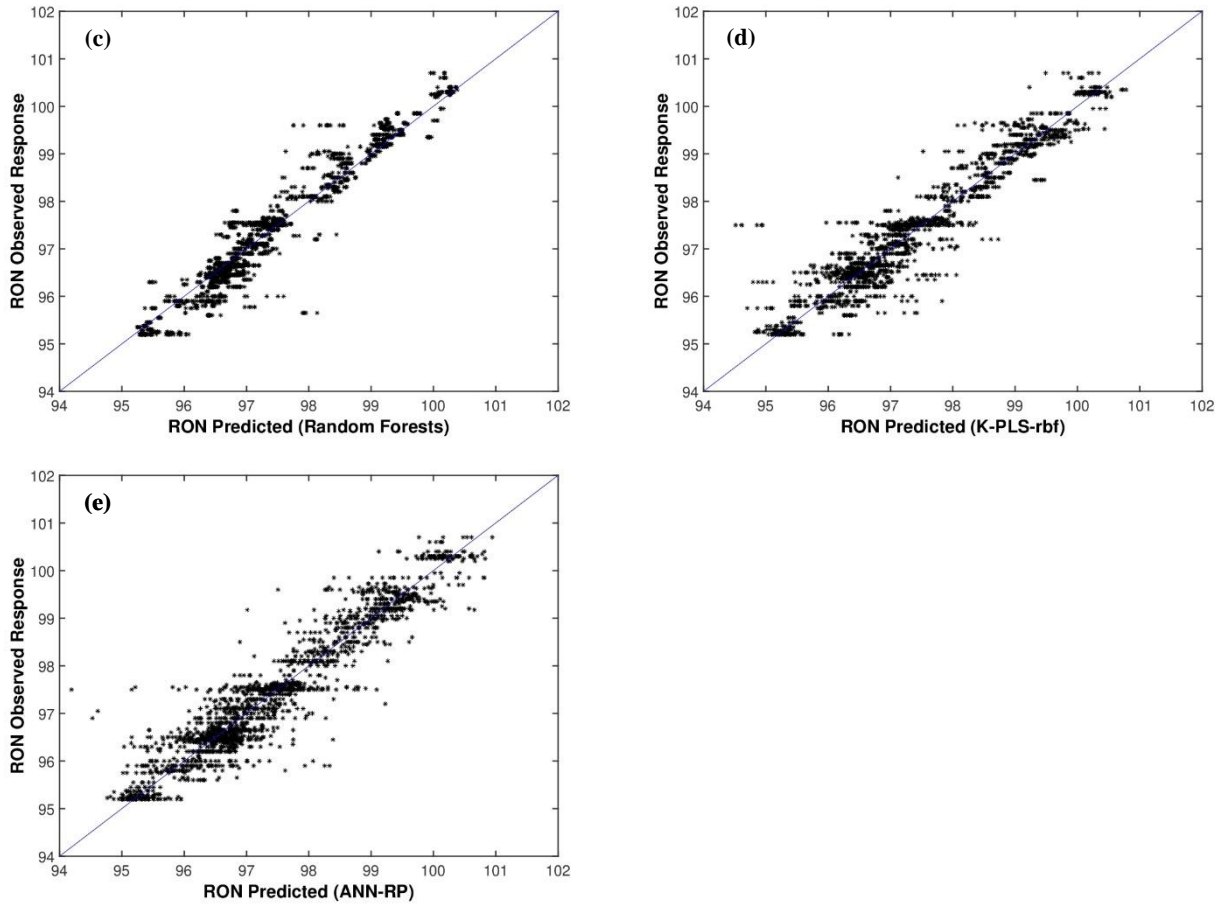 (c)
102
101
100
99
98
97
96
95
94
RON Observed Response
94 95 96 97 98 99 100 101 102
RON Predicted (Random Forests)
(d)
102
101
100
99
98
97
96
95
94
RON Observed Response
94 95 96 97 98 99 100 101 102
RON Predicted (K-PLS-rbf)
(e)
102
101
100
99
98
97
96
95
94
RON Observed Response
94 95 96 97 98 99 100 101 102
RON Predicted (ANN-RP)